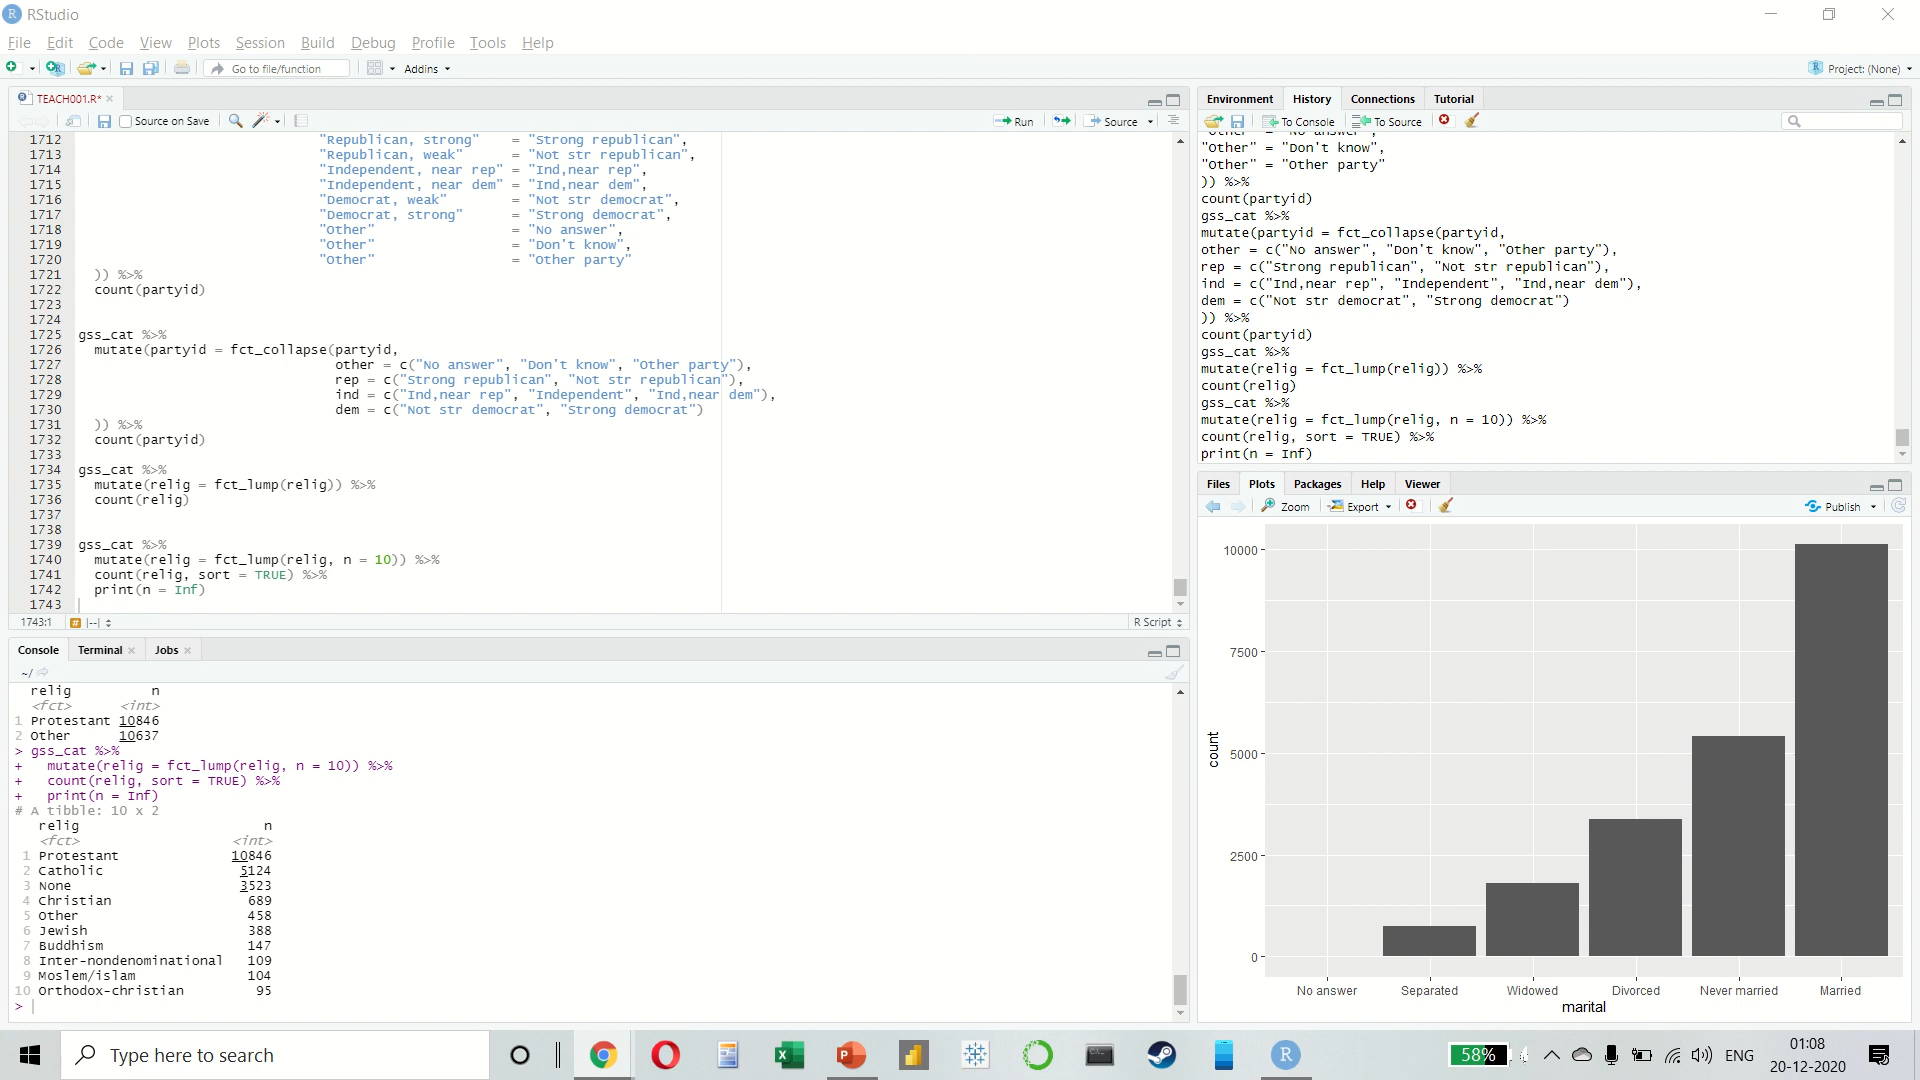 RStudio
File Edit Code View Plots Session Build Debug Profile Tools Help
Go to file/function Addins Project: (None)
TEACH001.R*
Source on Save Run Source
1712 "Republican, strong" = "Strong republican",
1713 "Republican, weak" = "Not str republican",
1714 "Independent, near rep" = "Ind,near rep",
1715 "Independent, near dem" = "Ind,near dem",
1716 "Democrat, weak" = "Not str democrat",
1717 "Democrat, strong" = "Strong democrat",
1718 "Other" = "No answer",
1719 "Other" = "Don't know",
1720 "Other" = "Other party"
1721 )) %>%
1722 count(partyid)
1723
1724
1725 gss_cat %>%
1726 mutate(partyid = fct_collapse(partyid,
1727 other = c("No answer", "Don't know", "Other party"),
1728 rep = c("Strong republican", "Not str republican"),
1729 ind = c("Ind,near rep", "Independent", "Ind,near dem"),
1730 dem = c("Not str democrat", "Strong democrat")
1731 )) %>%
1732 count(partyid)
1733
1734 gss_cat %>%
1735 mutate(relig = fct_lump(relig)) %>%
1736 count(relig)
1737
1738
1739 gss_cat %>%
1740 mutate(relig = fct_lump(relig, n = 10)) %>%
1741 count(relig, sort = TRUE) %>%
1742 print(n = Inf)
1743
1743:1 R Script
Console Terminal Jobs
~/
relig n
<fct> <int>
1 Protestant 10846
2 Other 10637
> gss_cat %>%
+ mutate(relig = fct_lump(relig, n = 10)) %>%
+ count(relig, sort = TRUE) %>%
+ print(n = Inf)
# A tibble: 10 x 2
relig n
<fct> <int>
1 Protestant 10846
2 Catholic 5124
3 None 3523
4 Christian 689
5 Other 458
6 Jewish 388
7 Buddhism 147
8 Inter-nondenominational 109
9 Moslem/islam 104
10 Orthodox-christian 95
>
Environment History Connections Tutorial
To Console To Source
"Other" = "No answer",
"Other" = "Don't know",
"Other" = "Other party"
)) %>%
count(partyid)
gss_cat %>%
mutate(partyid = fct_collapse(partyid,
other = c("No answer", "Don't know", "Other party"),
rep = c("Strong republican", "Not str republican"),
ind = c("Ind,near rep", "Independent", "Ind,near dem"),
dem = c("Not str democrat", "Strong democrat")
)) %>%
count(partyid)
gss_cat %>%
mutate(relig = fct_lump(relig)) %>%
count(relig)
gss_cat %>%
mutate(relig = fct_lump(relig, n = 10)) %>%
count(relig, sort = TRUE) %>%
print(n = Inf)
Files Plots Packages Help Viewer
Zoom Export Publish
10000
7500
5000
2500
0
count
No answer Separated Widowed Divorced Never married Married
marital
Type here to search
58%
ENG
01:08
20-12-2020